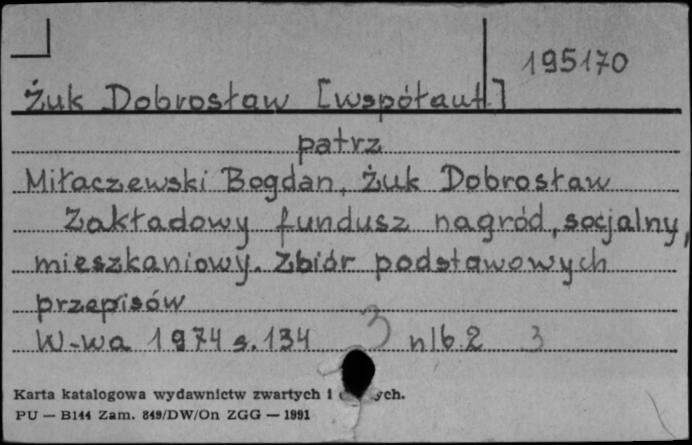 195170
Żuk Dobrosław [współaut.]
patrz
Miłaczewski Bogdan, Żuk Dobrosław
Zakładowy fundusz nagród, socjalny,
mieszkaniowy. Zbiór podstawowych
przepisów
W-wa 1974 s. 134 3 nlb. 2 3
Karta katalogowa wydawnictw zwartych i
PU — B144 Zam. 849/DW/On ZGG — 1991